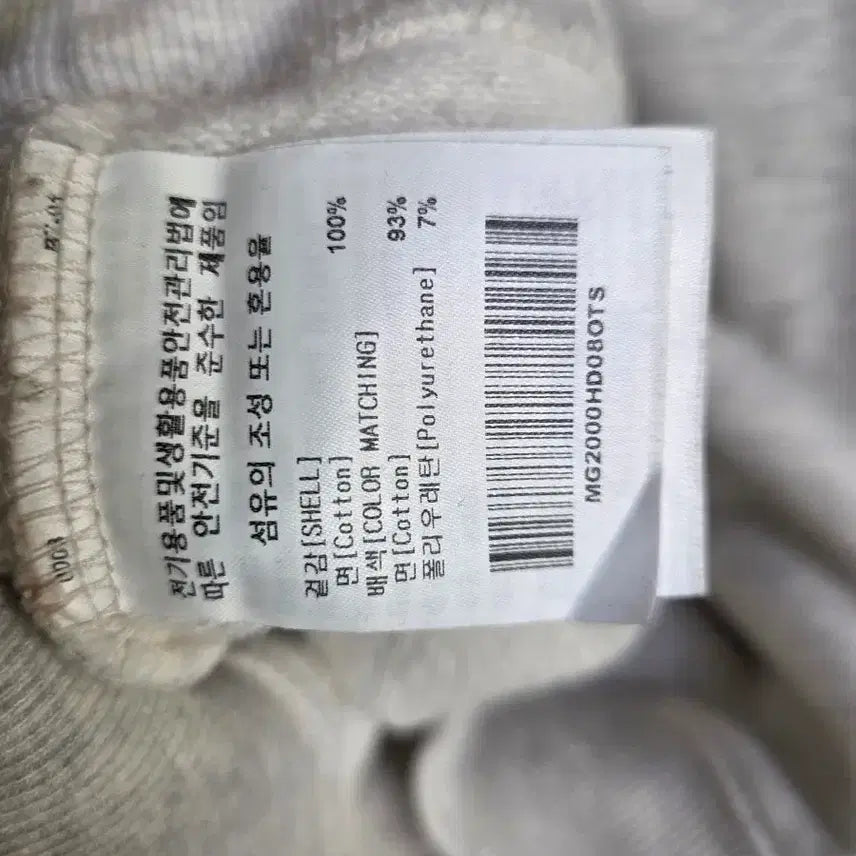 전기용품및생활용품안전관리법에
따른 안전기준을 준수한 제품임
섬유의 조성 또는 혼용율
겉감[SHELL]
면[Cotton] 100%
배색[COLOR MATCHING]
면[Cotton] 93%
폴리우레탄[Polyurethane] 7%
MG2000HD08OTS